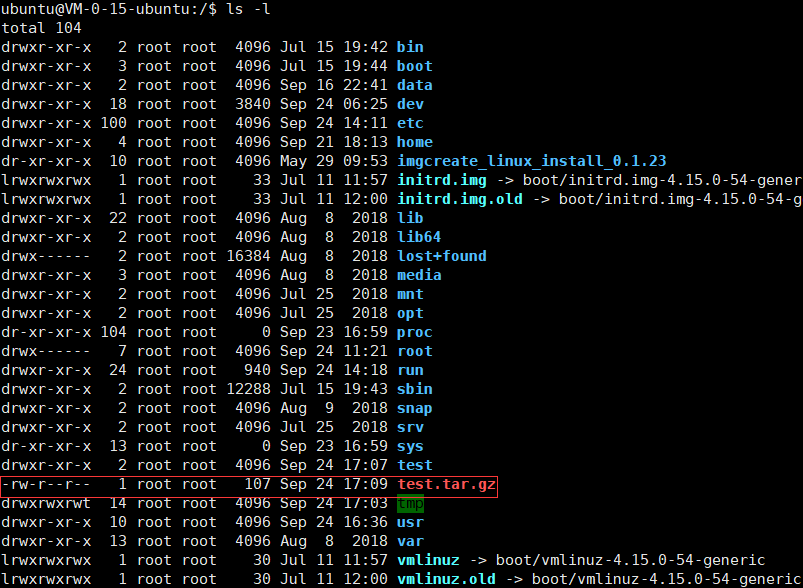 ubuntu@VM-0-15-ubuntu:/$ ls -l
total 104
drwxr-xr-x   2 root root  4096 Jul 15 19:42 bin
drwxr-xr-x   3 root root  4096 Jul 15 19:44 boot
drwxr-xr-x   2 root root  4096 Sep 16 22:41 data
drwxr-xr-x  18 root root  3840 Sep 24 06:25 dev
drwxr-xr-x 100 root root  4096 Sep 24 14:11 etc
drwxr-xr-x   4 root root  4096 Sep 21 18:13 home
dr-xr-xr-x  10 root root  4096 May 29 09:53 imgcreate_linux_install_0.1.23
lrwxrwxrwx   1 root root    33 Jul 11 11:57 initrd.img -> boot/initrd.img-4.15.0-54-gener
lrwxrwxrwx   1 root root    33 Jul 11 12:00 initrd.img.old -> boot/initrd.img-4.15.0-54-g
drwxr-xr-x  22 root root  4096 Aug  8  2018 lib
drwxr-xr-x   2 root root  4096 Aug  8  2018 lib64
drwx------   2 root root 16384 Aug  8  2018 lost+found
drwxr-xr-x   3 root root  4096 Aug  8  2018 media
drwxr-xr-x   2 root root  4096 Jul 25  2018 mnt
drwxr-xr-x   2 root root  4096 Jul 25  2018 opt
dr-xr-xr-x 104 root root     0 Sep 23 16:59 proc
drwx------   7 root root  4096 Sep 24 11:21 root
drwxr-xr-x  24 root root   940 Sep 24 14:18 run
drwxr-xr-x   2 root root 12288 Jul 15 19:43 sbin
drwxr-xr-x   2 root root  4096 Aug  9  2018 snap
drwxr-xr-x   2 root root  4096 Jul 25  2018 srv
dr-xr-xr-x  13 root root     0 Sep 23 16:59 sys
drwxr-xr-x   2 root root  4096 Sep 24 17:07 test
-rw-r--r--   1 root root   107 Sep 24 17:09 test.tar.gz
drwxrwxrwt  14 root root  4096 Sep 24 17:03 tmp
drwxr-xr-x  10 root root  4096 Sep 24 16:36 usr
drwxr-xr-x  13 root root  4096 Aug  8  2018 var
lrwxrwxrwx   1 root root    30 Jul 11 11:57 vmlinuz -> boot/vmlinuz-4.15.0-54-generic
lrwxrwxrwx   1 root root    30 Jul 11 12:00 vmlinuz.old -> boot/vmlinuz-4.15.0-54-generic